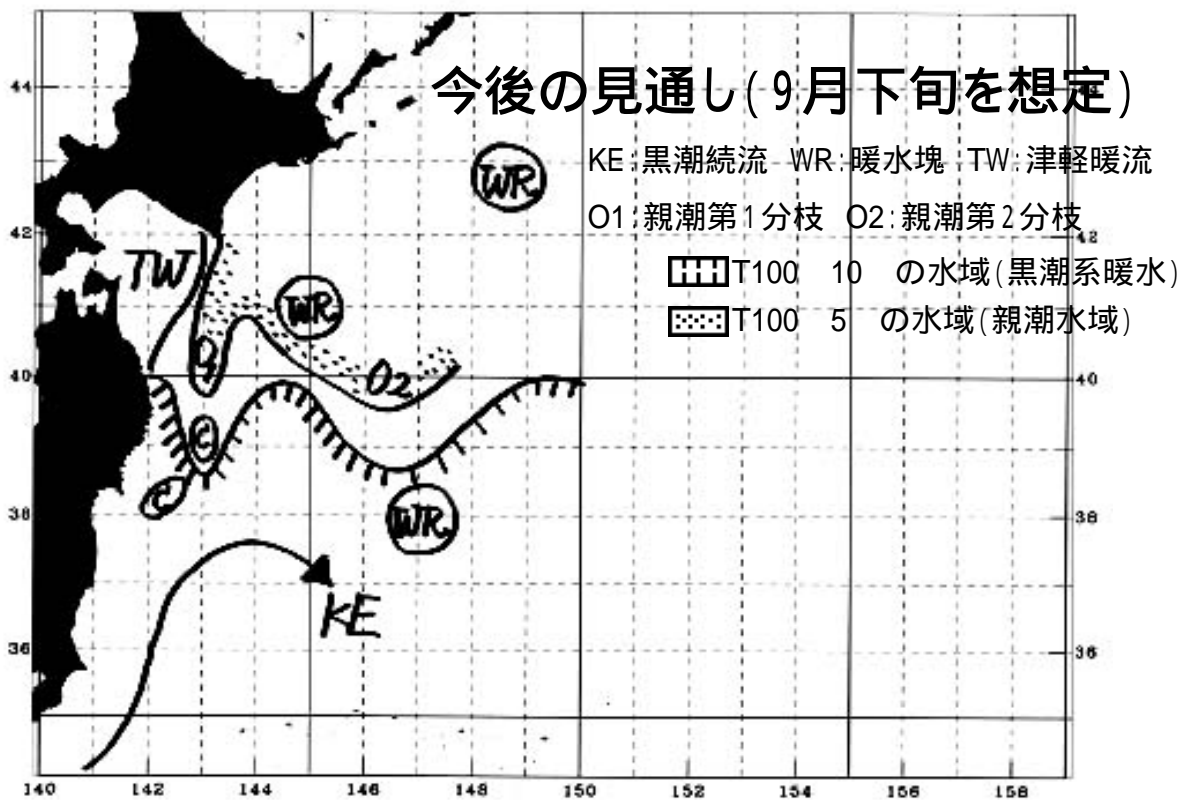 今後の見通し(9月下旬を想定)
KE:黒潮続流 WR:暖水塊 TW:津軽暖流
O1:親潮第1分枝 O2:親潮第2分枝
T100 10 の水域(黒潮系暖水)
T100 5 の水域(親潮水域)
44
42
40
38
36
42
40
38
36
WR
TW
WR
O1
O2
C
C
WR
KE
140 142 144 146 148 150 152 154 156 158